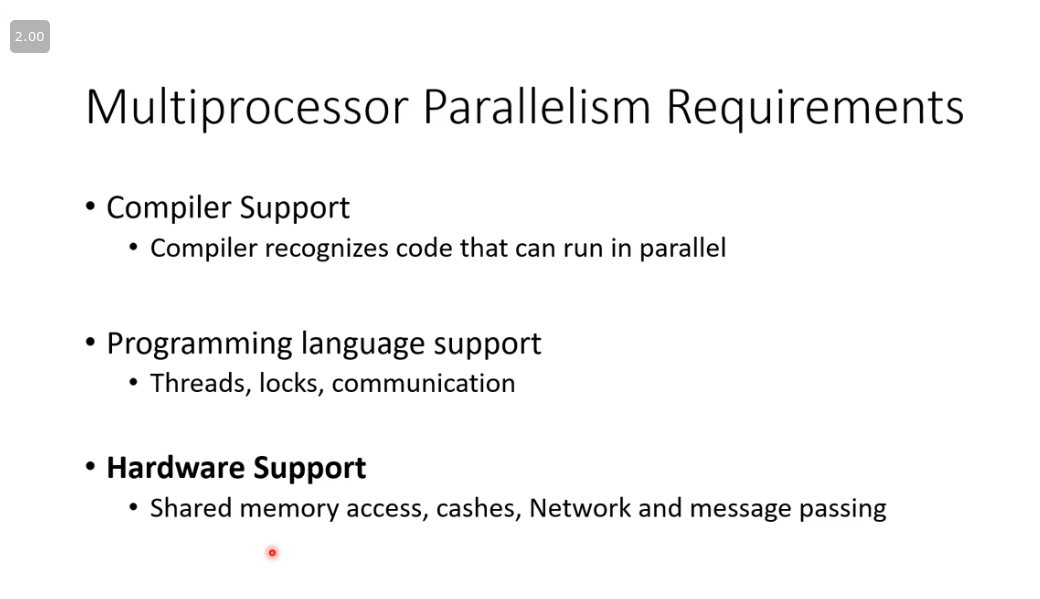 2.00
Multiprocessor Parallelism Requirements
• Compiler Support
• Compiler recognizes code that can run in parallel
• Programming language support
• Threads, locks, communication
• Hardware Support
• Shared memory access, cashes, Network and message passing